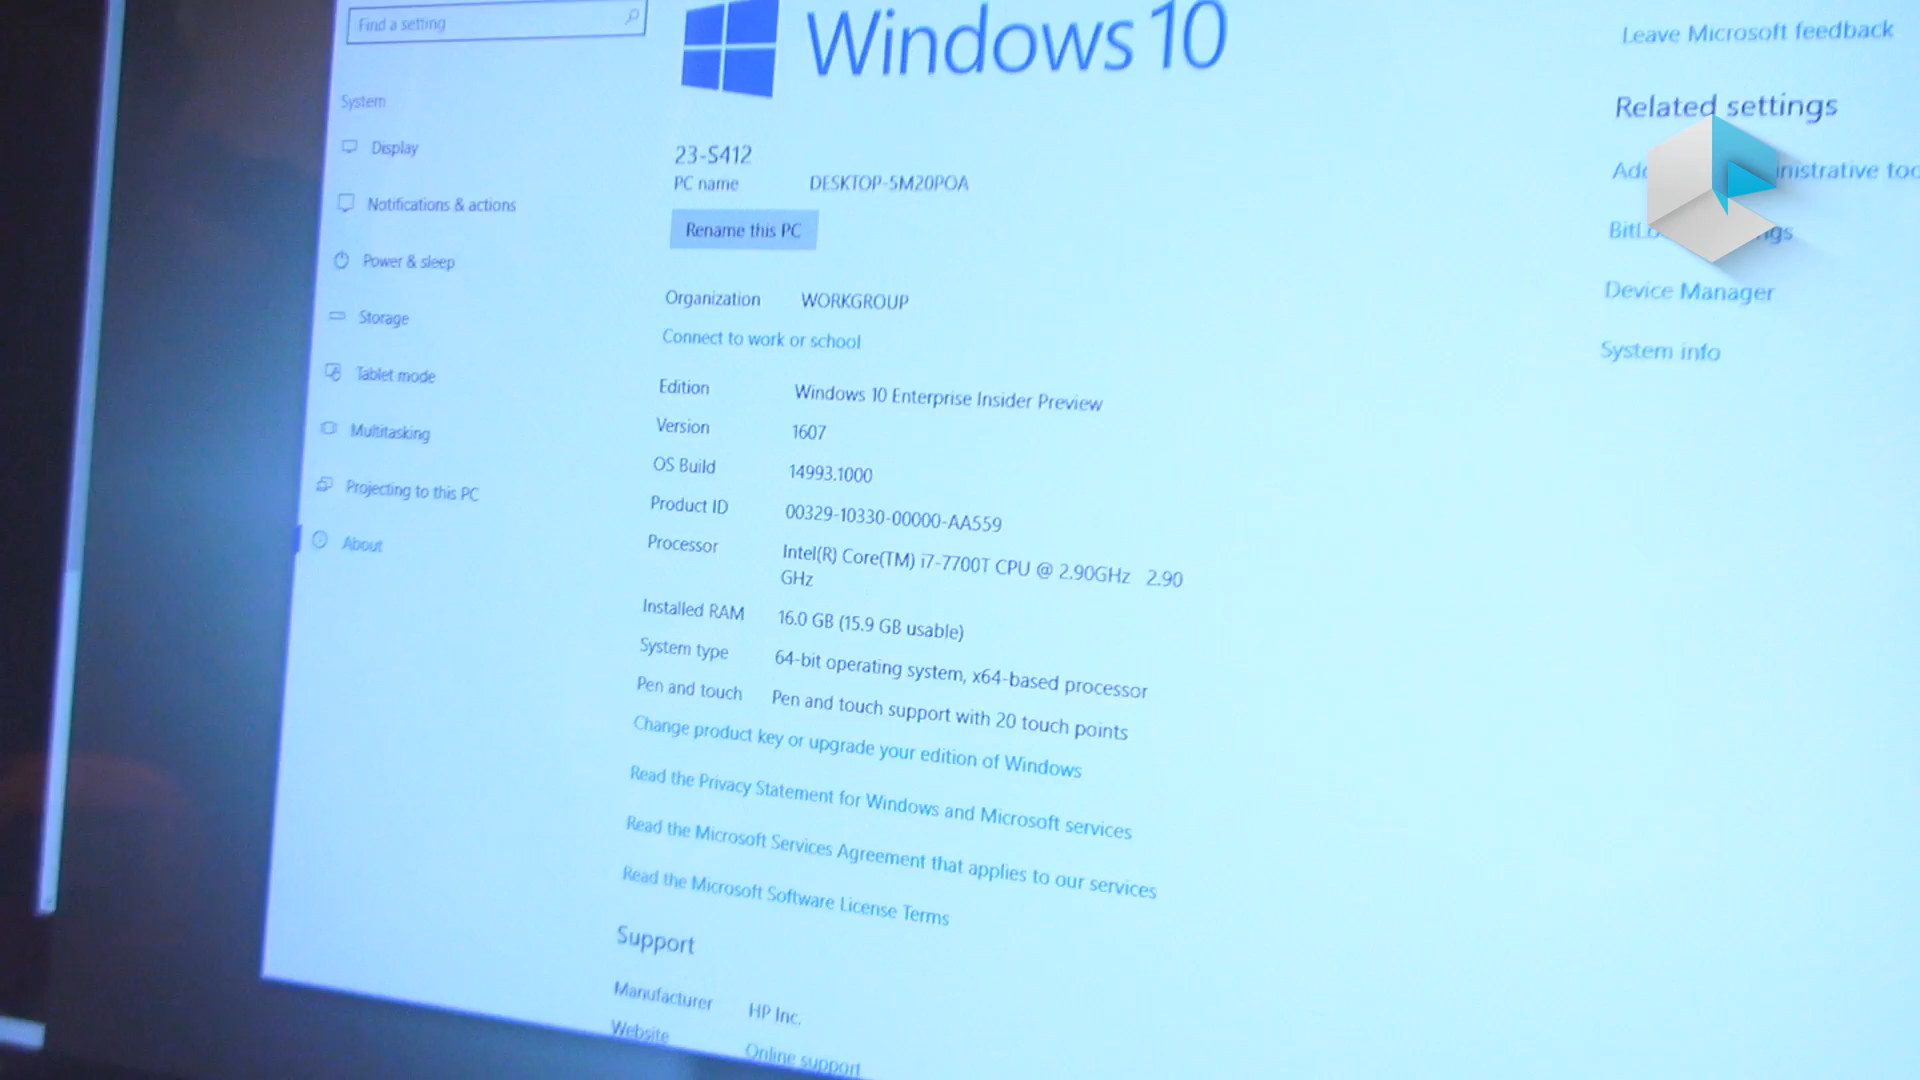 Find a setting
System
Display
Notifications & actions
Power & sleep
Storage
Tablet mode
Multitasking
Projecting to this PC
About
Windows 10
23-S412
PC name DESKTOP-5M20POA
Rename this PC
Organization WORKGROUP
Connect to work or school
Edition Windows 10 Enterprise Insider Preview
Version 1607
OS Build 14993.1000
Product ID 00329-10330-00000-AA559
Processor Intel(R) Core(TM) i7-7700T CPU @ 2.90GHz 2.90
GHz
Installed RAM 16.0 GB (15.9 GB usable)
System type 64-bit operating system, x64-based processor
Pen and touch Pen and touch support with 20 touch points
Change product key or upgrade your edition of Windows
Read the Privacy Statement for Windows and Microsoft services
Read the Microsoft Services Agreement that applies to our services
Read the Microsoft Software License Terms
Support
Manufacturer HP Inc.
Website Online support
Leave Microsoft feedback
Related settings
Device Manager
System info